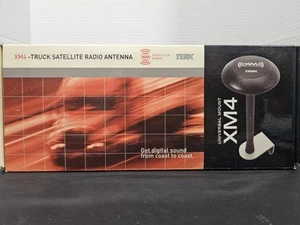 XM4 -TRUCK SATELLITE RADIO ANTENNA
TERK
Get digital sound
from coast to coast.
UNIVERSAL MOUNT
XM4